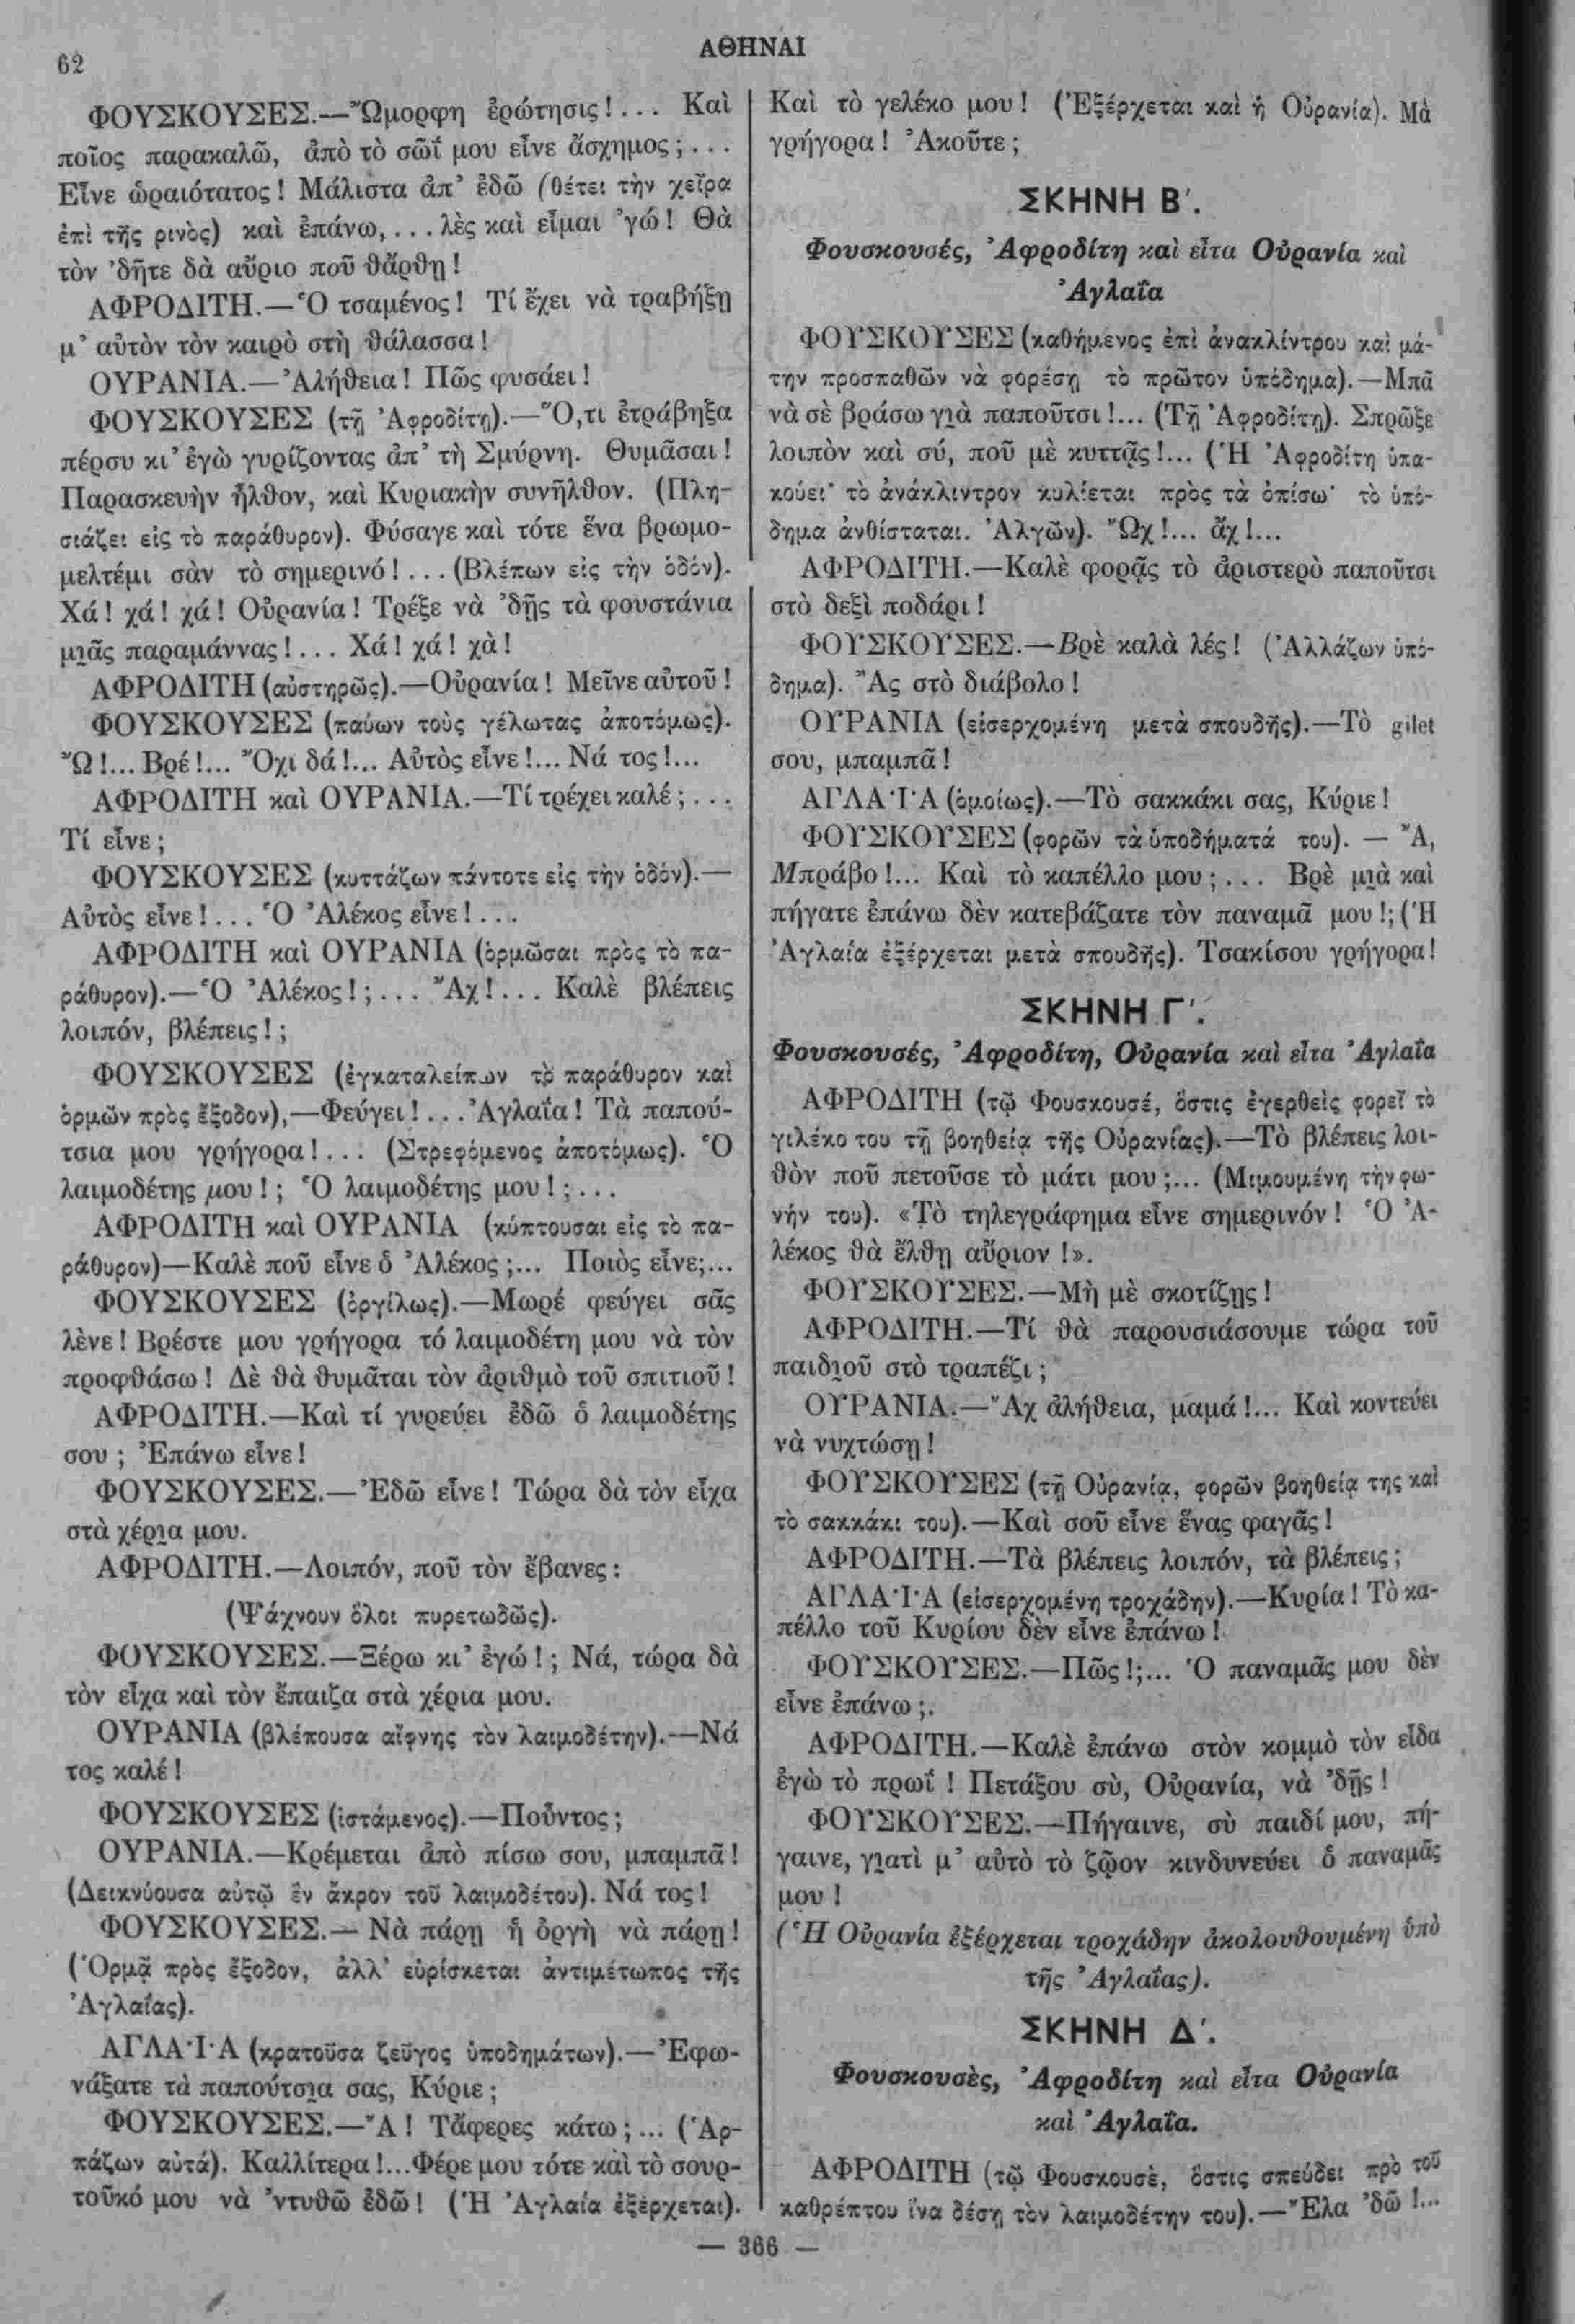 62
ΑΘΗΝΑΙ
ΦΟΥΣΚΟΥΣΕΣ.—Ὤμορφη ἐρώτησις!... Καὶ
ποῖος παρακαλῶ, ἀπὸ τὸ σῶΐ μου εἶνε ἄσχημος;...
Εἶνε ὡραιότατος! Μάλιστα ἀπ’ ἐδῶ (θέτει τὴν χεῖρα
ἐπὶ τῆς ρινὸς) καὶ ἐπάνω,... λὲς καὶ εἶμαι ’γώ! Θὰ
τὸν ’δῆτε δὰ αὔριο ποῦ θἄρθῃ!
ΑΦΡΟΔΙΤΗ.—Ὁ τσαμένος! Τί ἔχει νὰ τραβήξῃ
μ’ αὐτὸν τὸν καιρὸ στὴ θάλασσα!
ΟΥΡΑΝΙΑ.—Ἀλήθεια! Πῶς φυσάει!
ΦΟΥΣΚΟΥΣΕΣ (τῇ Ἀφροδίτῃ).—Ὅ,τι ἐτράβηξα
πέρσυ κι’ ἐγὼ γυρίζοντας ἀπ’ τὴ Σμύρνη. Θυμᾶσαι!
Παρασκευὴν ἦλθον, καὶ Κυριακὴν συνῆλθον. (Πλη-
σιάζει εἰς τὸ παράθυρον). Φύσαγε καὶ τότε ἕνα βρωμο-
μελτέμι σὰν τὸ σημερινό!... (Βλέπων εἰς τὴν ὁδόν).
Χά! χά! χά! Οὐρανία! Τρέξε νὰ ’δῇς τὰ φουστάνια
μιᾶς παραμάννας!... Χά! χά! χὰ!
ΑΦΡΟΔΙΤΗ (αὐστηρῶς).—Οὐρανία! Μεῖνε αὐτοῦ!
ΦΟΥΣΚΟΥΣΕΣ (παύων τοὺς γέλωτας ἀποτόμως).
Ὤ!... Βρέ!... Ὄχι δά!... Αὐτὸς εἶνε!... Νά τος!...
ΑΦΡΟΔΙΤΗ καὶ ΟΥΡΑΝΙΑ.—Τί τρέχει καλέ;...
Τί εἶνε;
ΦΟΥΣΚΟΥΣΕΣ (κυττάζων πάντοτε εἰς τὴν ὁδόν).—
Αὐτὸς εἶνε!... Ὁ Ἀλέκος εἶνε!...
ΑΦΡΟΔΙΤΗ καὶ ΟΥΡΑΝΙΑ (ὁρμῶσαι πρὸς τὸ πα-
ράθυρον).—Ὁ Ἀλέκος!;... Ἄχ!... Καλὲ βλέπεις
λοιπόν, βλέπεις!;
ΦΟΥΣΚΟΥΣΕΣ (ἐγκαταλείπων τὸ παράθυρον καὶ
ὁρμῶν πρὸς ἔξοδον),—Φεύγει!... Ἀγλαΐα! Τὰ παπού-
τσια μου γρήγορα!... (Στρεφόμενος ἀποτόμως). Ὁ
λαιμοδέτης μου!; Ὁ λαιμοδέτης μου!;...
ΑΦΡΟΔΙΤΗ καὶ ΟΥΡΑΝΙΑ (κύπτουσαι εἰς τὸ πα-
ράθυρον)—Καλὲ ποῦ εἶνε ὁ Ἀλέκος;... Ποιὸς εἶνε;...
ΦΟΥΣΚΟΥΣΕΣ (ὀργίλως).—Μωρέ φεύγει σᾶς
λένε! Βρέστε μου γρήγορα τό λαιμοδέτη μου νὰ τὸν
προφθάσω! Δὲ θὰ θυμᾶται τὸν ἀριθμὸ τοῦ σπιτιοῦ!
ΑΦΡΟΔΙΤΗ.—Καὶ τί γυρεύει ἐδῶ ὁ λαιμοδέτης
σου; Ἐπάνω εἶνε!
ΦΟΥΣΚΟΥΣΕΣ.—Ἐδῶ εἶνε! Τώρα δὰ τὸν εἶχα
στὰ χέρια μου.
ΑΦΡΟΔΙΤΗ.—Λοιπόν, ποῦ τὸν ἔβανες:
(Ψάχνουν ὅλοι πυρετωδῶς).
ΦΟΥΣΚΟΥΣΕΣ.—Ξέρω κι’ ἐγώ!; Νά, τώρα δὰ
τὸν εἶχα καὶ τὸν ἔπαιζα στὰ χέρια μου.
ΟΥΡΑΝΙΑ (βλέπουσα αἴφνης τὸν λαιμοδέτην).—Νά
τος καλέ!
ΦΟΥΣΚΟΥΣΕΣ (ἱστάμενος).—Ποὖντος;
ΟΥΡΑΝΙΑ.—Κρέμεται ἀπὸ πίσω σου, μπαμπᾶ!
(Δεικνύουσα αὐτῷ ἓν ἄκρον τοῦ λαιμοδέτου). Νά τος!
ΦΟΥΣΚΟΥΣΕΣ.— Νὰ πάρῃ ἡ ὀργὴ νὰ πάρῃ!
(Ὁρμᾷ πρὸς ἔξοδον, ἀλλ’ εὑρίσκεται ἀντιμέτωπος τῆς
Ἀγλαΐας).
ΑΓΛΑ·Ι·Α (κρατοῦσα ζεῦγος ὑποδημάτων).—Ἐφω-
νάξατε τὰ παπούτσια σας, Κύριε;
ΦΟΥΣΚΟΥΣΕΣ.—Ἄ! Τἄφερες κάτω;... (Ἁρ-
πάζων αὐτά). Καλλίτερα!...Φέρε μου τότε καὶ τὸ σουρ-
τοῦκό μου νὰ ’ντυθῶ ἐδῶ! (Ἡ Ἀγλαΐα ἐξέρχεται).
Καὶ τὸ γελέκο μου! (Ἐξέρχεται καὶ ἡ Οὐρανία). Μὰ
γρήγορα! Ἀκοῦτε;
ΣΚΗΝΗ Β΄.
Φουσκουσές, Ἀφροδίτη καὶ εἶτα Οὐρανία καὶ
Ἀγλαΐα
ΦΟΥΣΚΟΥΣΕΣ (καθήμενος ἐπὶ ἀνακλίντρου καὶ μά-
την προσπαθῶν νὰ φορέσῃ τὸ πρῶτον ὑπόδημα).—Μπᾶ
νὰ σὲ βράσω γιὰ παποῦτσι!... (Τῇ Ἀφροδίτῃ). Σπρῶξε
λοιπὸν καὶ σύ, ποῦ μὲ κυττᾷς!... (Ἡ Ἀφροδίτη ὑπα-
κούει· τὸ ἀνάκλιντρον κυλίεται πρὸς τὰ ὀπίσω· τὸ ὑπό-
δημα ἀνθίσταται. Ἀλγῶν). Ὤχ!... ἄχ!...
ΑΦΡΟΔΙΤΗ.—Καλὲ φορᾷς τὸ ἀριστερὸ παποῦτσι
στὸ δεξὶ ποδάρι!
ΦΟΥΣΚΟΥΣΕΣ.—Βρὲ καλὰ λές! (Ἀλλάζων ὑπό-
δημα). Ἂς στὸ διάβολο!
ΟΥΡΑΝΙΑ (εἰσερχομένη μετὰ σπουδῆς).—Τὸ gilet
σου, μπαμπᾶ!
ΑΓΛΑ·Ι·Α (ὁμοίως).—Τὸ σακκάκι σας, Κύριε!
ΦΟΥΣΚΟΥΣΕΣ (φορῶν τὰ ὑποδήματά του). — Ἄ,
Μπράβο!... Καὶ τὸ καπέλλο μου;... Βρὲ μιὰ καὶ
πήγατε ἐπάνω δὲν κατεβάζατε τὸν παναμᾶ μου!; (Ἡ
Ἀγλαΐα ἐξέρχεται μετὰ σπουδῆς). Τσακίσου γρήγορα!
ΣΚΗΝΗ Γ΄.
Φουσκουσές, Ἀφροδίτη, Οὐρανία καὶ εἶτα Ἀγλαΐα
ΑΦΡΟΔΙΤΗ (τῷ Φουσκουσέ, ὅστις ἐγερθεὶς φορεῖ τὸ
γιλέκο του τῇ βοηθείᾳ τῆς Οὐρανίας).—Τὸ βλέπεις λοι-
θὸν ποῦ πετοῦσε τὸ μάτι μου;... (Μιμουμένη τὴν φω-
νήν του). «Τὸ τηλεγράφημα εἶνε σημερινόν! Ὁ Ἀ-
λέκος θὰ ἔλθῃ αὔριον!».
ΦΟΥΣΚΟΥΣΕΣ.—Μὴ μὲ σκοτίζῃς!
ΑΦΡΟΔΙΤΗ.—Τί θὰ παρουσιάσουμε τώρα τοῦ
παιδιοῦ στὸ τραπέζι;
ΟΥΡΑΝΙΑ.—Ἄχ ἀλήθεια, μαμά!... Καὶ κοντεύει
νὰ νυχτώσῃ!
ΦΟΥΣΚΟΥΣΕΣ (τῇ Οὐρανίᾳ, φορῶν βοηθείᾳ της καὶ
τὸ σακκάκι του).—Καὶ σοῦ εἶνε ἕνας φαγᾶς!
ΑΦΡΟΔΙΤΗ.—Τὰ βλέπεις λοιπόν, τὰ βλέπεις;
ΑΓΛΑ·Ι·Α (εἰσερχομένη τροχάδην).—Κυρία! Τὸ κα-
πέλλο τοῦ Κυρίου δὲν εἶνε ἐπάνω!
ΦΟΥΣΚΟΥΣΕΣ.—Πῶς!;... Ὁ παναμᾶς μου δὲν
εἶνε ἐπάνω;.
ΑΦΡΟΔΙΤΗ.—Καλὲ ἐπάνω στὸν κομμὸ τὸν εἶδα
ἐγὼ τὸ πρωῒ! Πετάξου σὺ, Οὐρανία, νὰ ’δῇς!
ΦΟΥΣΚΟΥΣΕΣ.—Πήγαινε, σὺ παιδί μου, πή-
γαινε, γιατὶ μ’ αὐτὸ τὸ ζῷον κινδυνεύει ὁ παναμᾶς
μου!
(Ἡ Οὐρανία ἐξέρχεται τροχάδην ἀκολουθουμένη ὑπὸ
τῆς Ἀγλαΐας).
ΣΚΗΝΗ Δ΄.
Φουσκουσὲς, Ἀφροδίτη καὶ εἶτα Οὐρανία
καὶ Ἀγλαΐα.
ΑΦΡΟΔΙΤΗ (τῷ Φουσκουσὲ, ὅστις σπεύδει πρὸ τοῦ
καθρέπτου ἵνα δέσῃ τὸν λαιμοδέτην του).—Ἔλα ’δῶ!...
— 366 —